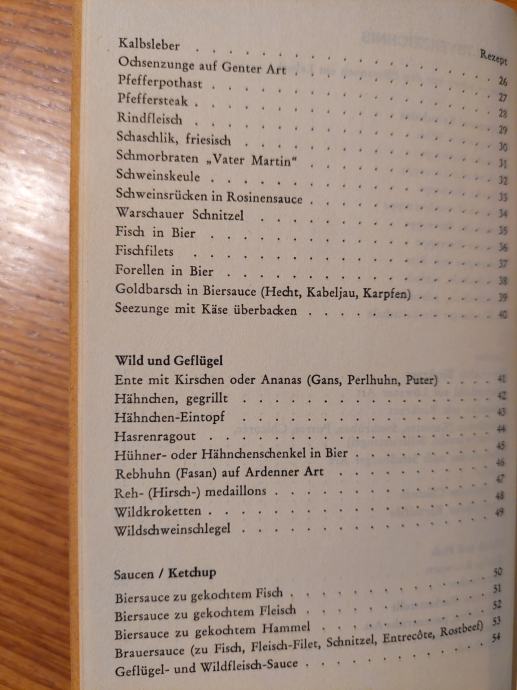 Rezept
Kalbsleber . . . . . . . . . . . . . . . . 26
Ochsenzunge auf Genter Art . . . . . . . . . . 27
Pfefferpothast . . . . . . . . . . . . . . . 28
Pfeffersteak . . . . . . . . . . . . . . . . 29
Rindfleisch . . . . . . . . . . . . . . . . 30
Schaschlik, friesisch . . . . . . . . . . . . . 31
Schmorbraten „Vater Martin“ . . . . . . . . . . 32
Schweinskeule . . . . . . . . . . . . . . . 33
Schweinsrücken in Rosinensauce . . . . . . . . . 34
Warschauer Schnitzel . . . . . . . . . . . . . 35
Fisch in Bier . . . . . . . . . . . . . . . . 36
Fischfilets . . . . . . . . . . . . . . . . . 37
Forellen in Bier . . . . . . . . . . . . . . . 38
Goldbarsch in Biersauce (Hecht, Kabeljau, Karpfen) . . . . 39
Seezunge mit Käse überbacken . . . . . . . . . . 40
Wild und Geflügel
Ente mit Kirschen oder Ananas (Gans, Perlhuhn, Puter) . . . . 41
Hähnchen, gegrillt . . . . . . . . . . . . . . 42
Hähnchen-Eintopf . . . . . . . . . . . . . . 43
Hasrenragout . . . . . . . . . . . . . . . . 44
Hühner- oder Hähnchenschenkel in Bier . . . . . . . 45
Rebhuhn (Fasan) auf Ardenner Art . . . . . . . . . 46
Reh- (Hirsch-) medaillons . . . . . . . . . . . . 47
Wildkroketten . . . . . . . . . . . . . . . 48
Wildschweinschlegel . . . . . . . . . . . . . 49
Saucen / Ketchup
Biersauce zu gekochtem Fisch . . . . . . . . . . 50
Biersauce zu gekochtem Fleisch . . . . . . . . . . 51
Biersauce zu gekochtem Hammel . . . . . . . . . . 52
Brauersauce (zu Fisch, Fleisch-Filet, Schnitzel, Entrecôte, Rostbeef) 53
Geflügel- und Wildfleisch-Sauce . . . . . . . . . . 54